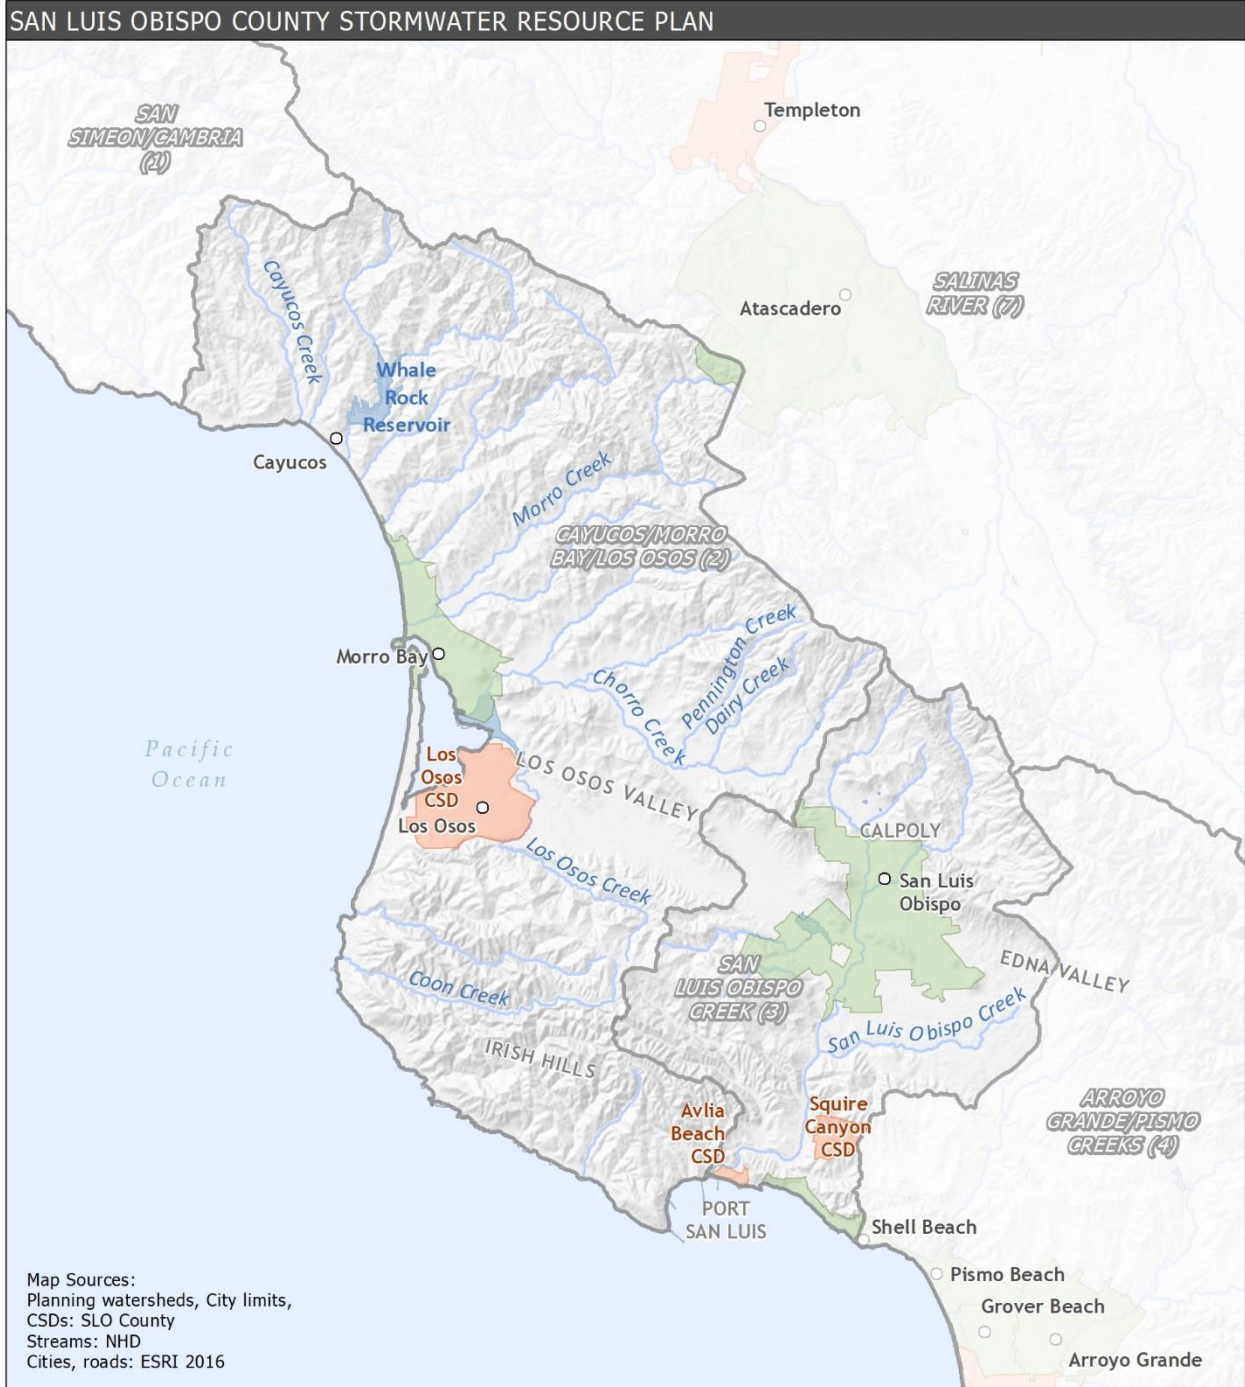 SAN LUIS OBISPO COUNTY STORMWATER RESOURCE PLAN
Templeton
SAN
SIMEON/CAMBRIA
(1)
SALINAS
RIVER (7)
Atascadero
Cayucos Creek
Whale
Rock
Reservoir
Cayucos
Morro Creek
CAYUCOS/MORRO
BAY/LOS OSOS (2)
Morro Bay
Pennington Creek
Dairy Creek
Chorro Creek
Pacific
Ocean
Los
Osos
CSD
Los Osos
LOS OSOS VALLEY
CALPOLY
Los Osos Creek
San Luis
Obispo
EDNA VALLEY
SAN
LUIS OBISPO
CREEK (3)
Coon Creek
San Luis Obispo Creek
IRISH HILLS
Avlia
Beach
CSD
Squire
Canyon
CSD
ARROYO
GRANDE/PISMO
CREEKS (4)
PORT
SAN LUIS
Shell Beach
Pismo Beach
Grover Beach
Arroyo Grande
Map Sources:
Planning watersheds, City limits,
CSDs: SLO County
Streams: NHD
Cities, roads: ESRI 2016